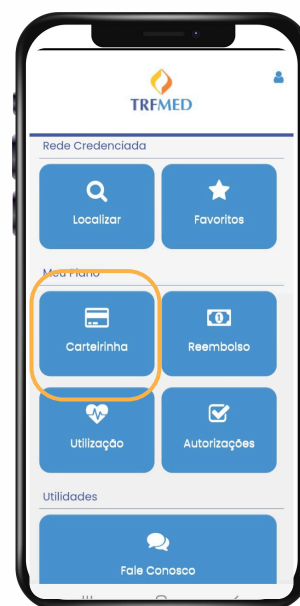 TRFMED
Rede Credenciada
Localizar
Favoritos
Meu Plano
Carteirinha
Reembolso
Utilização
Autorizações
Utilidades
Fale Conosco